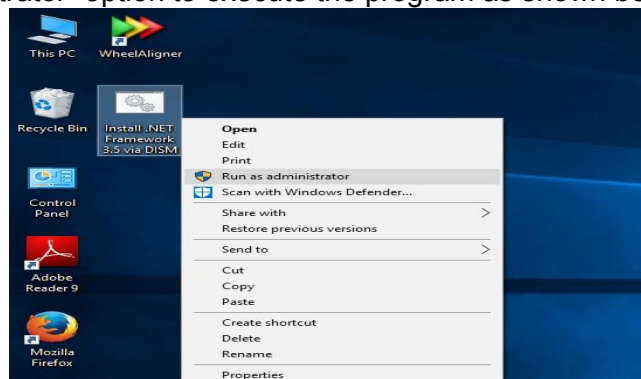 trator" option to execute the program as shown be
This PC
WheelAligner
Recycle Bin
Install .NET
Framework
3.5 via DISM
Control
Panel
Adobe
Reader 9
Mozilla
Firefox
Open
Edit
Print
Run as administrator
Scan with Windows Defender...
Share with
Restore previous versions
Send to
Cut
Copy
Paste
Create shortcut
Delete
Rename
Properties